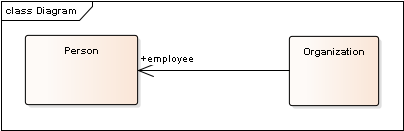 class Diagram
Person
+employee
Organization